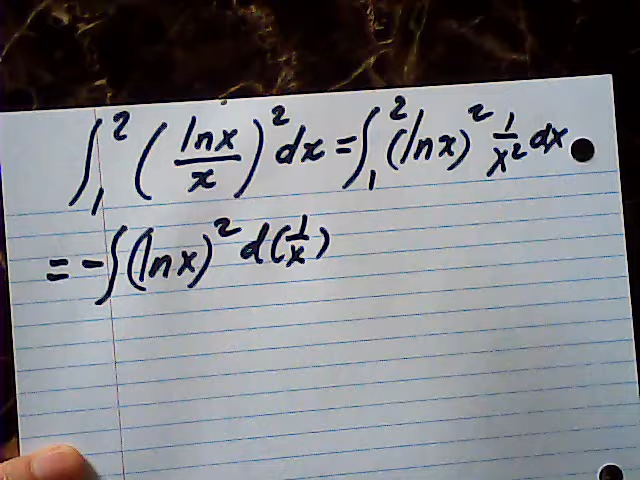 ∫₁² (lnx/x)² dx = ∫₁² (lnx)² 1/x² dx
= -∫ (lnx)² d(1/x)